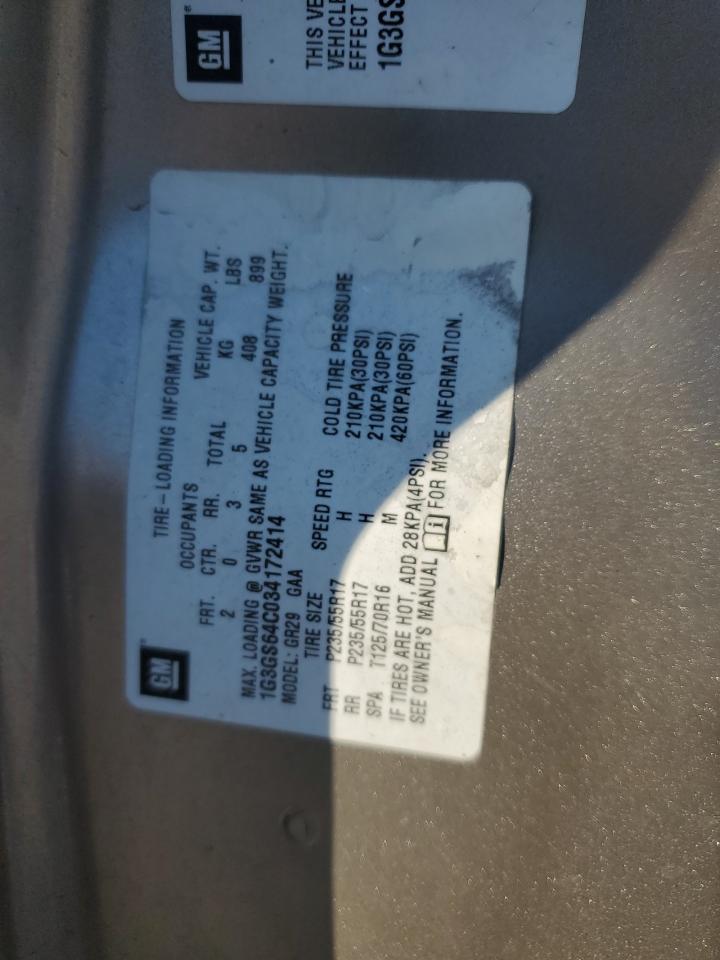 GM
TIRE-LOADING INFORMATION
OCCUPANTS VEHICLE CAP. WT.
FRT. CTR. RR. TOTAL KG LBS
2 0 3 5 408 899
MAX. LOADING @ GVWR SAME AS VEHICLE CAPACITY WEIGHT.
1G3GS64C034172414
MODEL: GR29 GAA
TIRE SIZE SPEED RTG COLD TIRE PRESSURE
FRT P235/55R17 H 210KPA(30PSI)
RR P235/55R17 H 210KPA(30PSI)
SPA T125/70R16 M 420KPA(60PSI)
IF TIRES ARE HOT, ADD 28KPA(4PSI).
SEE OWNER'S MANUAL i FOR MORE INFORMATION.
GM
THIS VE
VEHICLE
EFFECT
1G3GS